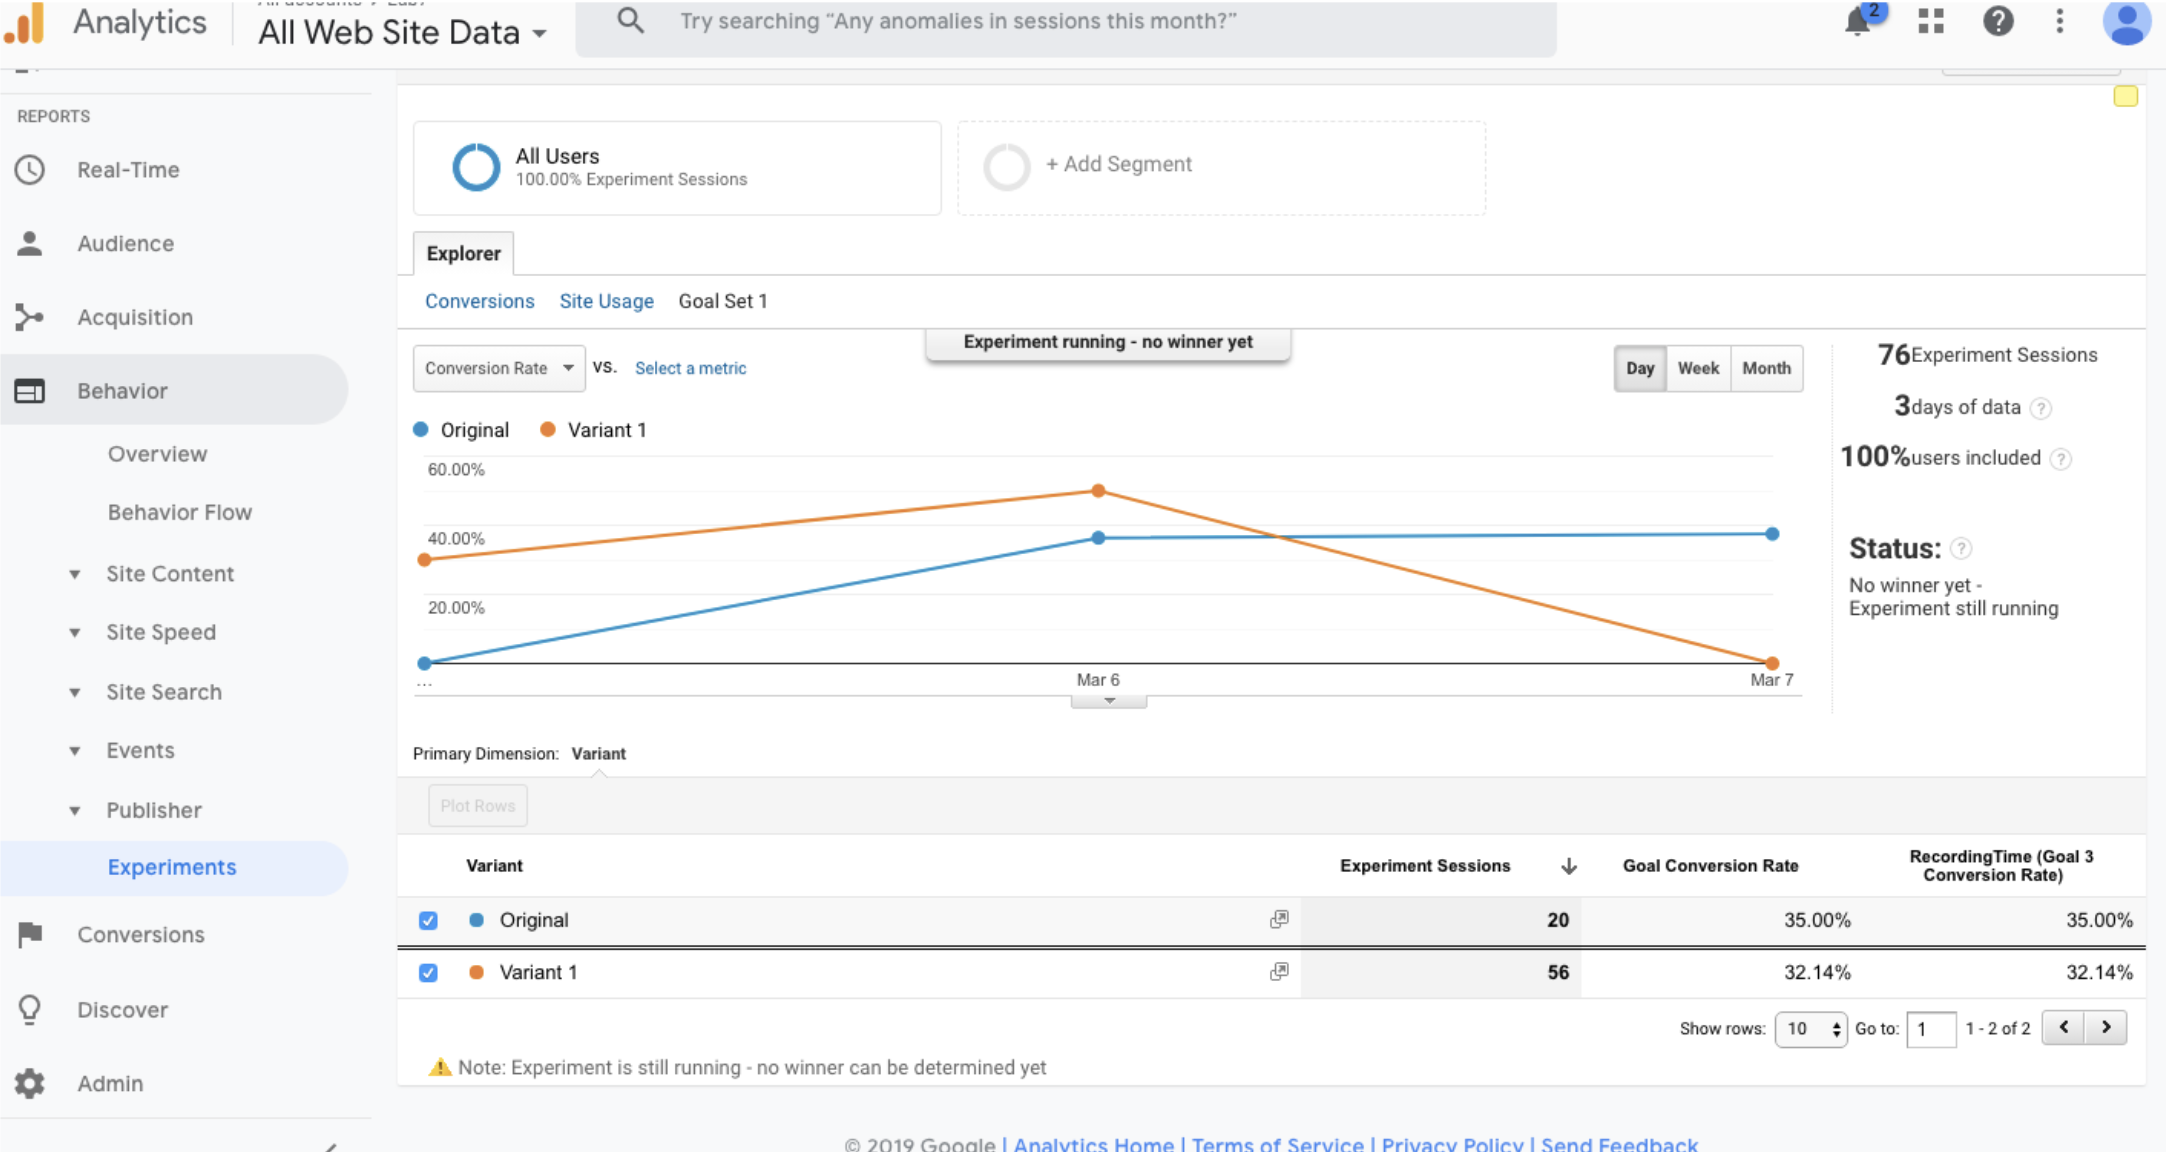 Analytics
All Web Site Data
Try searching “Any anomalies in sessions this month?”
2
REPORTS
Real-Time
Audience
Acquisition
Behavior
Overview
Behavior Flow
Site Content
Site Speed
Site Search
Events
Publisher
Experiments
Conversions
Discover
Admin
All Users
100.00% Experiment Sessions
+ Add Segment
Explorer
Conversions Site Usage Goal Set 1
Experiment running - no winner yet
Conversion Rate VS. Select a metric
Day Week Month
Original Variant 1
60.00%
40.00%
20.00%
... Mar 6 Mar 7
76 Experiment Sessions
3 days of data ?
100% users included ?
Status: ?
No winner yet -
Experiment still running
Primary Dimension: Variant
Plot Rows
Variant Experiment Sessions Goal Conversion Rate RecordingTime (Goal 3
Conversion Rate)
Original 20 35.00% 35.00%
Variant 1 56 32.14% 32.14%
Show rows: 10 Go to: 1 1 - 2 of 2
Note: Experiment is still running - no winner can be determined yet
© 2019 Google | Analytics Home | Terms of Service | Privacy Policy | Send Feedback